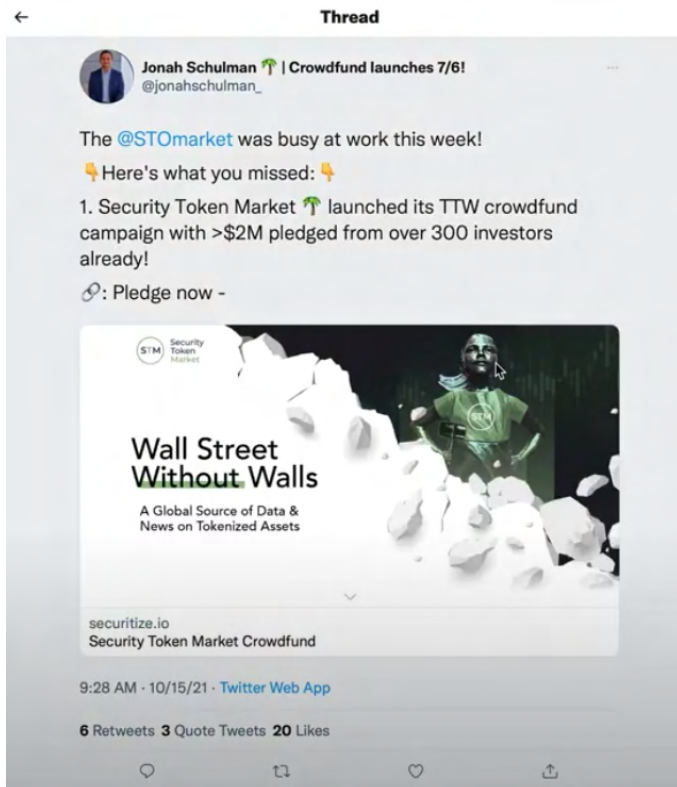 Thread
Jonah Schulman 🌴 | Crowdfund launches 7/6!
@jonahschulman_
The @STOmarket was busy at work this week!
👇Here's what you missed: 👇
1. Security Token Market 🌴 launched its TTW crowdfund
campaign with >$2M pledged from over 300 investors
already!
🔗: Pledge now -
STM
Security
Token
Market
STM
Wall Street
Without Walls
A Global Source of Data &
News on Tokenized Assets
securitize.io
Security Token Market Crowdfund
9:28 AM · 10/15/21 · Twitter Web App
6 Retweets 3 Quote Tweets 20 Likes